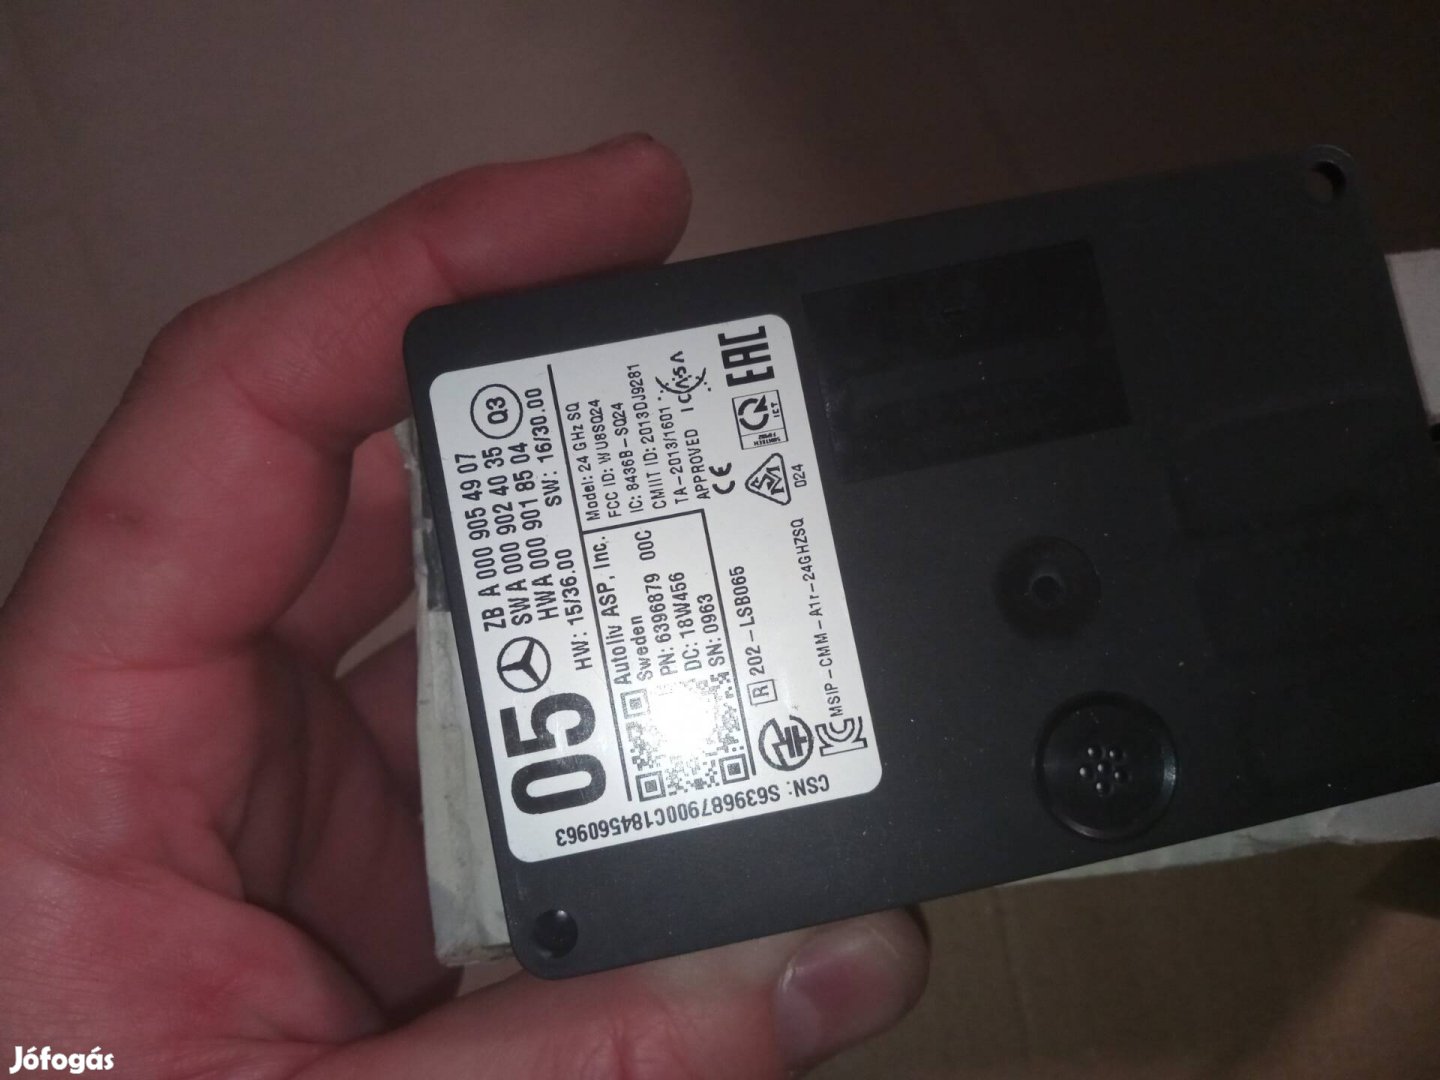 05
ZB A 000 905 49 07
SW A 000 902 40 35
HW A 000 901 85 04
Q3
HW: 15/36.00 SW: 16/30.00
Autoliv ASP, Inc.
Sweden
PN: 6396879 00C
DC: 18W456
SN: 0963
Model: 24 GHz SQ
FCC ID: WU8SQ24
IC: 8436B-SQ24
CMIIT ID: 2013DJ9281
TA-2013/1601
APPROVED
ICASA
CE
R 202-LSB065
024
EAC
MSIP-CMM-A1r-24GHZSQ
CSN: S639687900C184560963
Jófogás